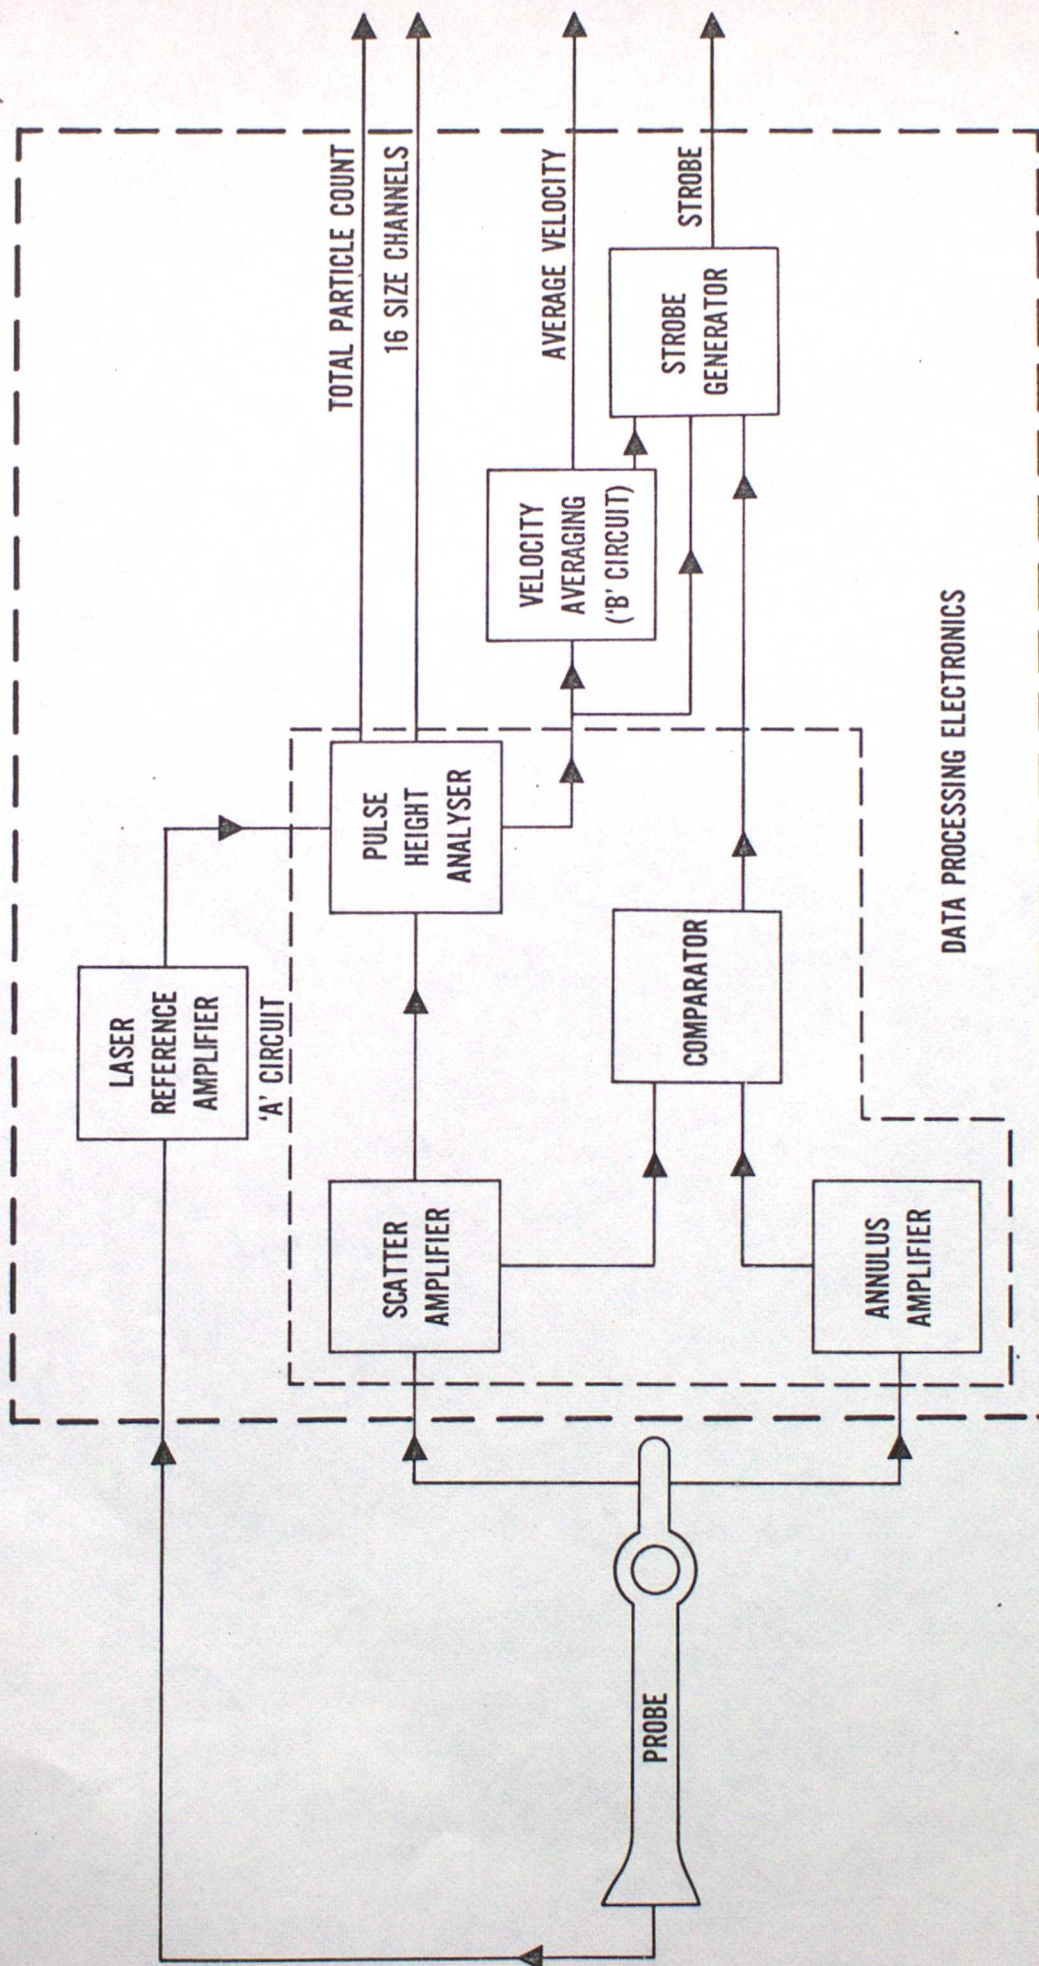 TOTAL PARTICLE COUNT
16 SIZE CHANNELS
AVERAGE VELOCITY
STROBE
LASER
REFERENCE
AMPLIFIER
'A' CIRCUIT
PULSE
HEIGHT
ANALYSER
VELOCITY
AVERAGING
('B' CIRCUIT)
STROBE
GENERATOR
SCATTER
AMPLIFIER
COMPARATOR
ANNULUS
AMPLIFIER
PROBE
DATA PROCESSING ELECTRONICS